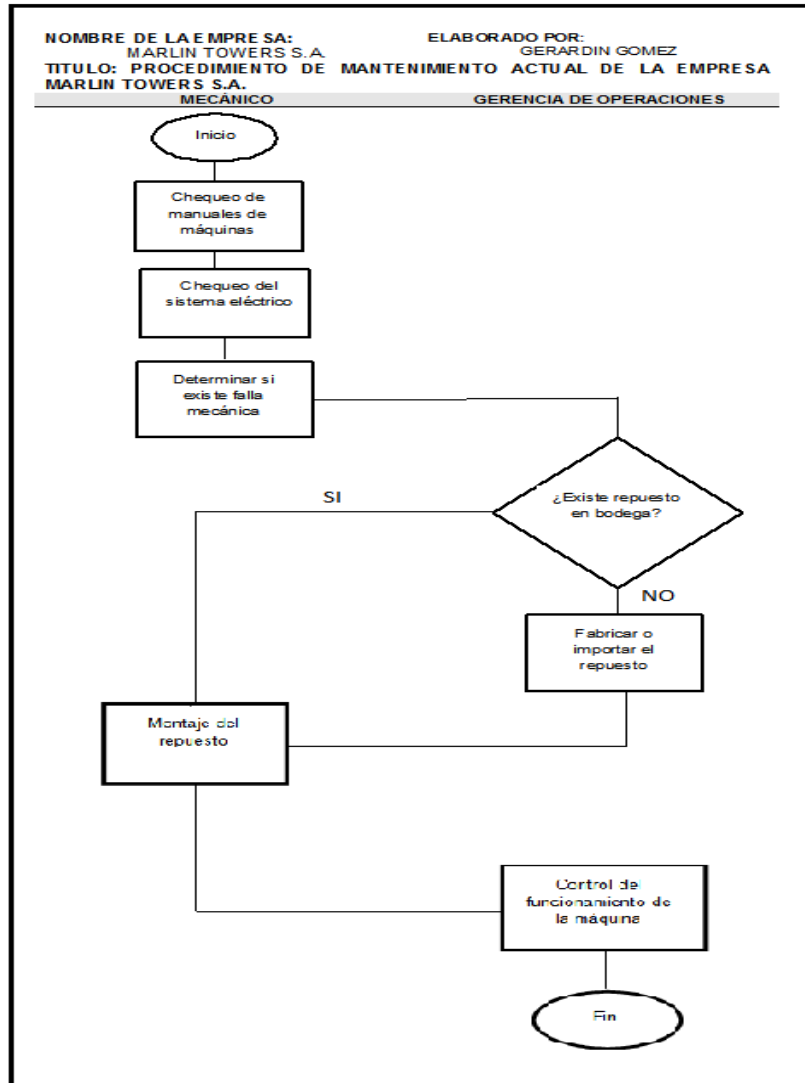 NOMBRE DE LA EMPRESA: ELABORADO POR:
MARLIN TOWERS S.A. GERARDIN GOMEZ
TITULO: PROCEDIMIENTO DE MANTENIMIENTO ACTUAL DE LA EMPRESA
MARLIN TOWERS S.A.
MECÁNICO GERENCIA DE OPERACIONES
Inicio
Chequeo de
manuales de
máquinas
Chequeo del
sistema eléctrico
Determinar si
existe falla
mecánica
¿Existe repuesto
en bodega?
SI
NO
Fabricar o
importar el
repuesto
Montaje del
repuesto
Control del
funcionamiento de
la máquina
Fin